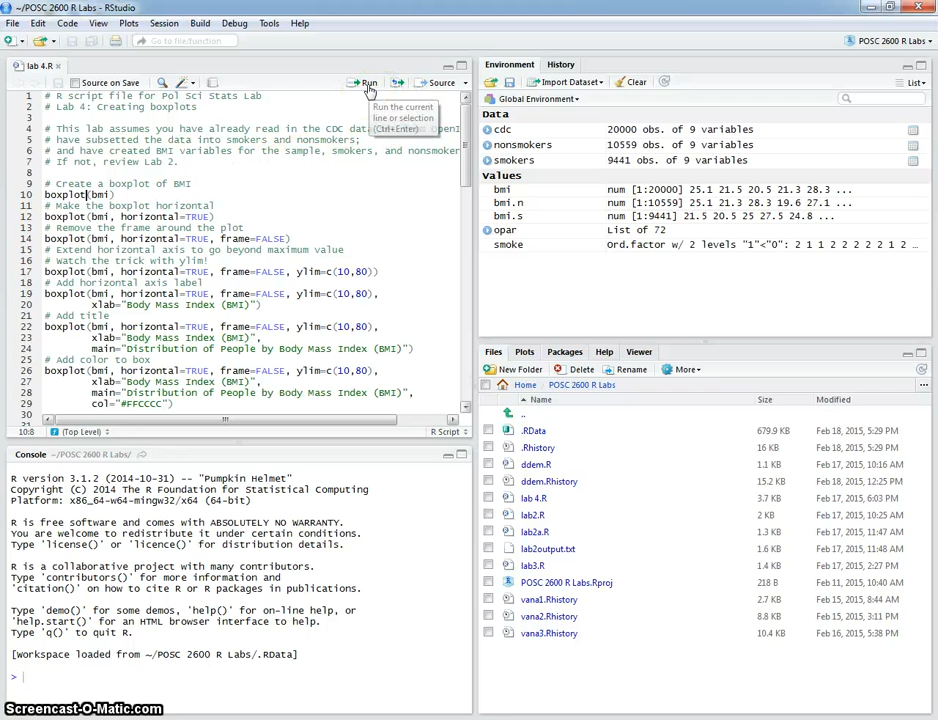 ~/POSC 2600 R Labs - RStudio
File Edit Code View Plots Session Build Debug Tools Help
Go to file/function
POSC 2600 R Labs
lab 4.R
Source on Save
Run
Source
Run the current
line or selection
(Ctrl+Enter)
1 # R script file for Pol Sci Stats Lab
2 # Lab 4: Creating boxplots
3
4 # This lab assumes you have already read in the CDC dat OpenI
5 # have subsetted the data into smokers and nonsmokers;
6 # and have created BMI variables for the sample, smokers, and nonsmoker
7 # If not, review Lab 2.
8
9 # Create a boxplot of BMI
10 boxplot(bmi)
11 # Make the boxplot horizontal
12 boxplot(bmi, horizontal=TRUE)
13 # Remove the frame around the plot
14 boxplot(bmi, horizontal=TRUE, frame=FALSE)
15 # Extend horizontal axis to go beyond maximum value
16 # Watch the trick with ylim!
17 boxplot(bmi, horizontal=TRUE, frame=FALSE, ylim=c(10,80))
18 # Add horizontal axis label
19 boxplot(bmi, horizontal=TRUE, frame=FALSE, ylim=c(10,80),
20 xlab="Body Mass Index (BMI)")
21 # Add title
22 boxplot(bmi, horizontal=TRUE, frame=FALSE, ylim=c(10,80),
23 xlab="Body Mass Index (BMI)",
24 main="Distribution of People by Body Mass Index (BMI)")
25 # Add color to box
26 boxplot(bmi, horizontal=TRUE, frame=FALSE, ylim=c(10,80),
27 xlab="Body Mass Index (BMI)",
28 main="Distribution of People by Body Mass Index (BMI)",
29 col="#FFCCCC")
30
10:8 (Top Level) R Script
Console ~/POSC 2600 R Labs/
R version 3.1.2 (2014-10-31) -- "Pumpkin Helmet"
Copyright (C) 2014 The R Foundation for Statistical Computing
Platform: x86_64-w64-mingw32/x64 (64-bit)
R is free software and comes with ABSOLUTELY NO WARRANTY.
You are welcome to redistribute it under certain conditions.
Type 'license()' or 'licence()' for distribution details.
R is a collaborative project with many contributors.
Type 'contributors()' for more information and
'citation()' on how to cite R or R packages in publications.
Type 'demo()' for some demos, 'help()' for on-line help, or
'help.start()' for an HTML browser interface to help.
Type 'q()' to quit R.
[Workspace loaded from ~/POSC 2600 R Labs/.RData]
>
Environment History
Import Dataset Clear List
Global Environment
Data
cdc 20000 obs. of 9 variables
nonsmokers 10559 obs. of 9 variables
smokers 9441 obs. of 9 variables
Values
bmi num [1:20000] 25.1 21.5 20.5 21.3 28.3 ...
bmi.n num [1:10559] 25.1 21.3 28.3 19.6 27.1 ...
bmi.s num [1:9441] 21.5 20.5 25 27.5 24.8 ...
opar List of 72
smoke Ord.factor w/ 2 levels "1"<"0": 2 1 1 2 2 2 2 2 1 2 ...
Files Plots Packages Help Viewer
New Folder Delete Rename More
Home POSC 2600 R Labs
Name Size Modified
..
.RData 679.9 KB Feb 18, 2015, 5:29 PM
.Rhistory 16 KB Feb 18, 2015, 5:29 PM
ddem.R 1.1 KB Feb 17, 2015, 10:16 AM
ddem.Rhistory 15.2 KB Feb 18, 2015, 12:25 PM
lab 4.R 3.7 KB Feb 17, 2015, 6:03 PM
lab2.R 2 KB Feb 17, 2015, 10:25 AM
lab2a.R 1.3 KB Feb 17, 2015, 11:47 AM
lab2output.txt 1.6 KB Feb 17, 2015, 11:48 AM
lab3.R 1.4 KB Feb 17, 2015, 2:27 PM
POSC 2600 R Labs.Rproj 218 B Feb 11, 2015, 10:40 AM
vana1.Rhistory 2.7 KB Feb 15, 2015, 8:44 AM
vana2.Rhistory 8.8 KB Feb 15, 2015, 3:11 PM
vana3.Rhistory 10.4 KB Feb 16, 2015, 5:38 PM
Screencast-O-Matic.com